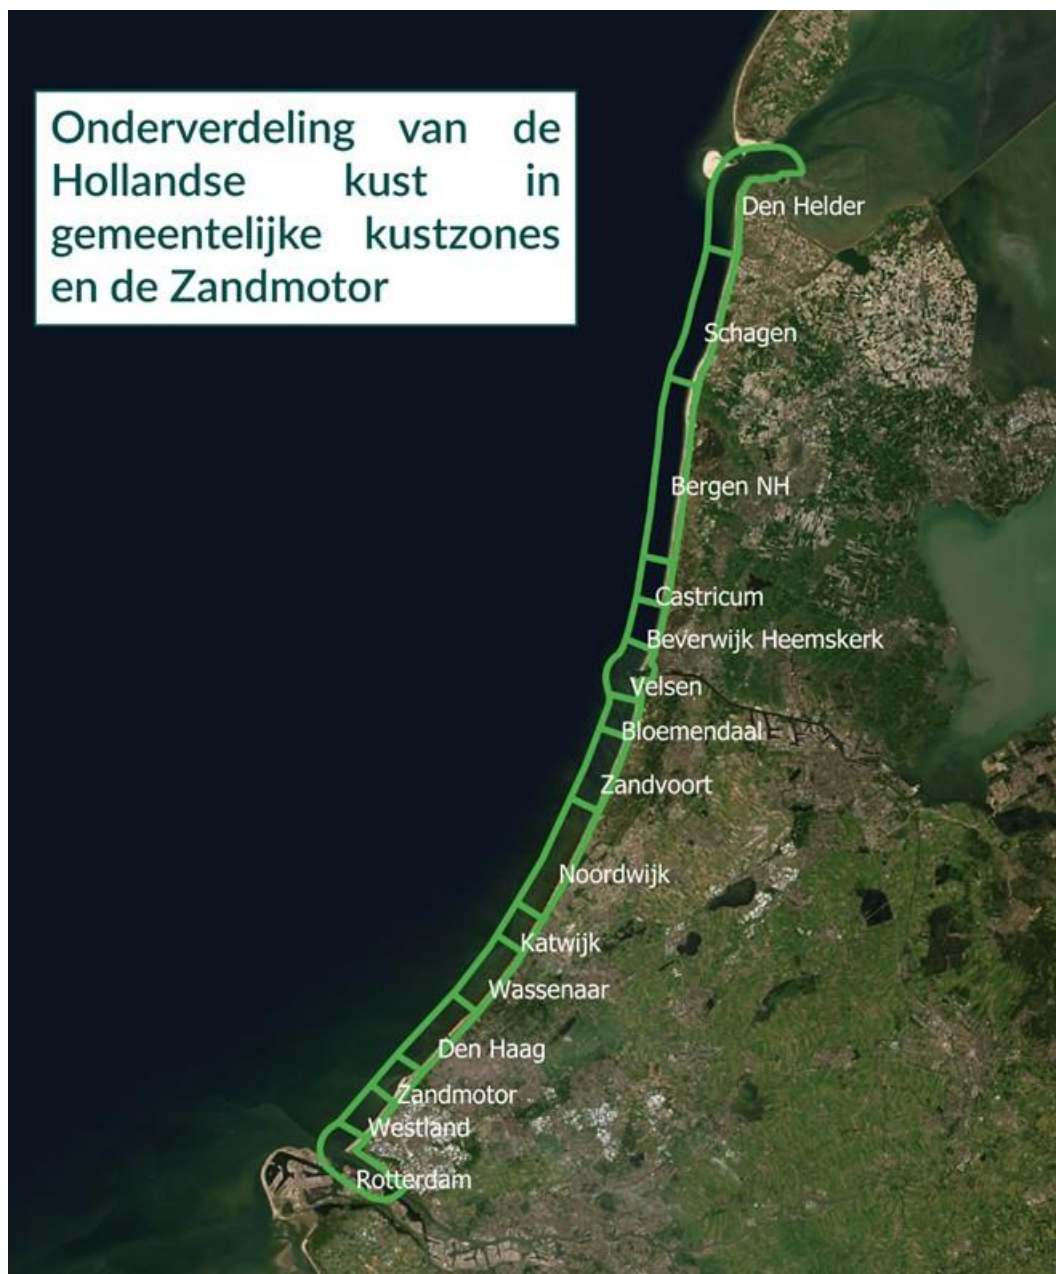 Onderverdeling van de
Hollandse kust in
gemeentelijke kustzones
en de Zandmotor
Den Helder
Schagen
Bergen NH
Castricum
Beverwijk Heemskerk
Velsen
Bloemendaal
Zandvoort
Noordwijk
Katwijk
Wassenaar
Den Haag
Zandmotor
Westland
Rotterdam